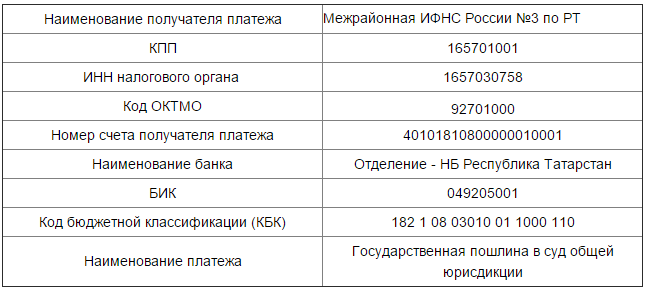 Наименование получателя платежа Межрайонная ИФНС России №3 по РТ
КПП 165701001
ИНН налогового органа 1657030758
Код ОКТМО 92701000
Номер счета получателя платежа 40101810800000010001
Наименование банка Отделение - НБ Республика Татарстан
БИК 049205001
Код бюджетной классификации (КБК) 182 1 08 03010 01 1000 110
Наименование платежа Государственная пошлина в суд общей
юрисдикции